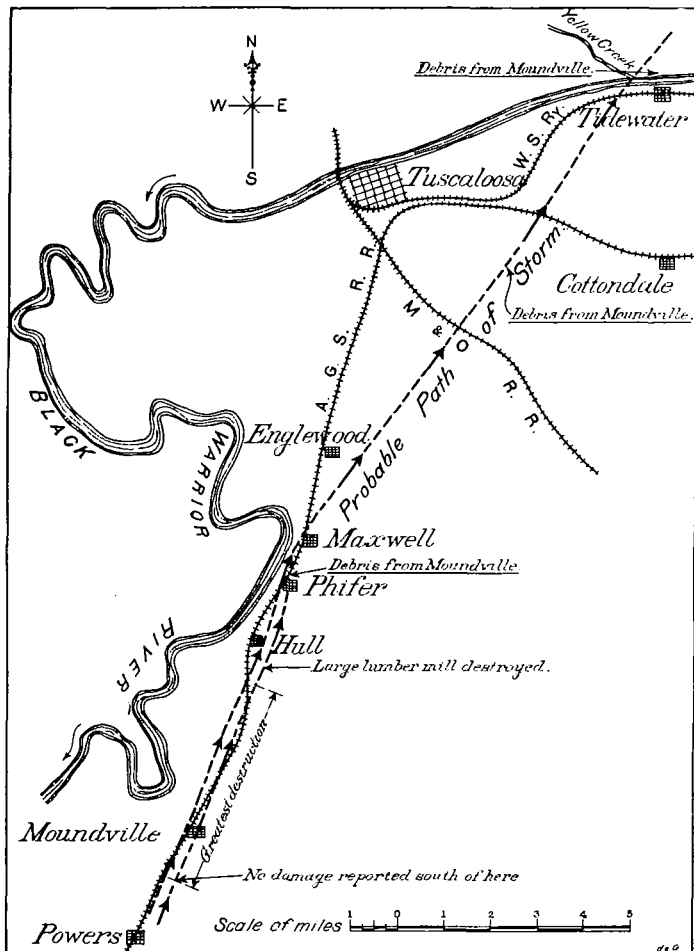 N
W E
S
Yellow Creek
Debris from Moundville.
Tidewater
W. S. Ry.
Tuscaloosa
Cottondale
Debris from Moundville.
A. G. S. R. R.
M & O R. R.
Probable Path of Storm.
BLACK WARRIOR RIVER
Englewood.
Maxwell
Debris from Moundville
Phifer
Hull
Large lumber mill destroyed.
Greatest destruction
Moundville
No damage reported south of here
Powers
Scale of miles
1 0 1 2 3 4 5